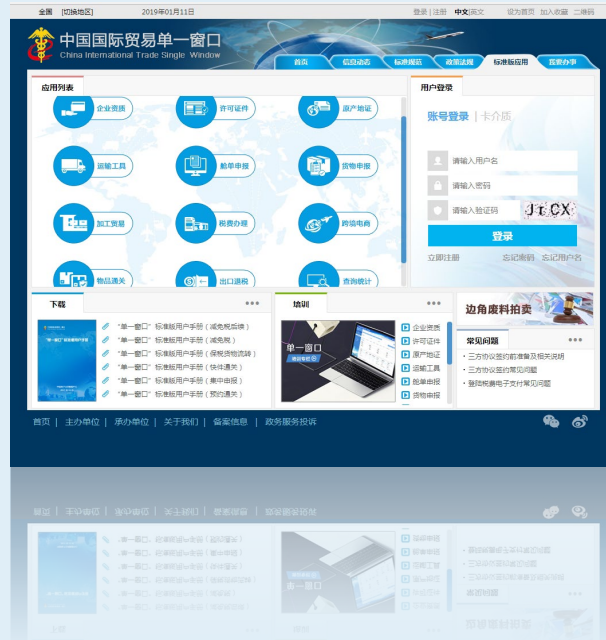 全国 [切换地区] 2019年01月11日 登录 | 注册 中文|英文 设为首页 加入收藏 二维码
中国国际贸易单一窗口
China International Trade Single Window
首页 信息动态 标准规范 政策法规 标准版应用 我要办事
应用列表
企业资质 许可证件 原产地证
运输工具 舱单申报 货物申报
加工贸易 税费办理 跨境电商
物品通关 出口退税 查询统计
用户登录
账号登录 | 卡介质
请输入用户名
请输入密码
请输入验证码 JrCX
登录
立即注册 忘记密码 忘记用户名
下载
“单一窗口”标准版用户手册（减免税后续）
“单一窗口”标准版用户手册（减免税）
“单一窗口”标准版用户手册（保税货物流转）
“单一窗口”标准版用户手册（快件通关）
“单一窗口”标准版用户手册（集中申报）
“单一窗口”标准版用户手册（预约通关）
培训
单一窗口
企业资质
许可证件
原产地证
运输工具
舱单申报
货物申报
边角废料拍卖
常见问题
三方协议签约前准备及相关说明
三方协议签约常见问题
登陆税费电子支付常见问题
首页 | 主办单位 | 承办单位 | 关于我们 | 备案信息 | 政务服务投诉